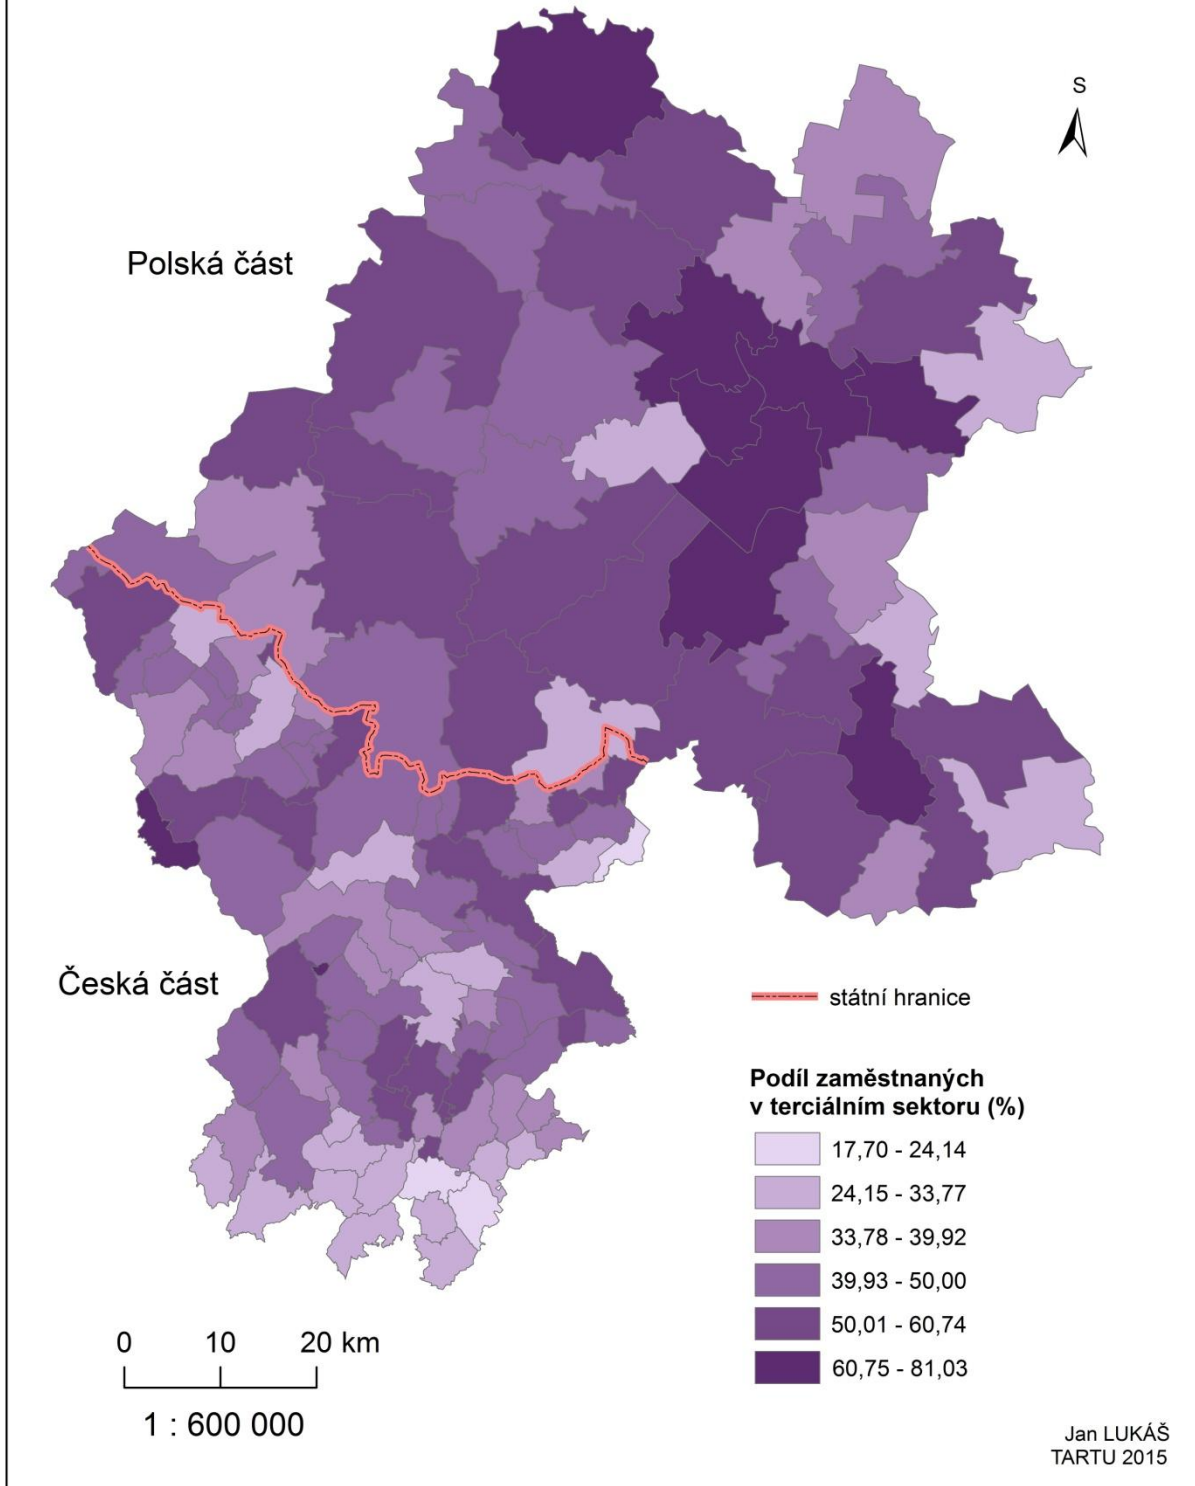 S
Polská část
Česká část
státní hranice
Podíl zaměstnaných
v terciálním sektoru (%)
17,70 - 24,14
24,15 - 33,77
33,78 - 39,92
39,93 - 50,00
50,01 - 60,74
60,75 - 81,03
0 10 20 km
1 : 600 000
Jan LUKÁŠ
TARTU 2015